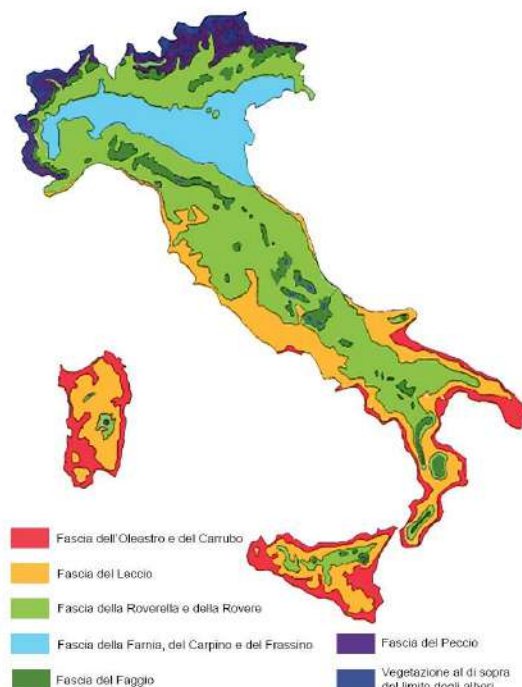 Fascia dell'Oleastro e del Carrubo
Fascia del Leccio
Fascia della Roverella e della Rovere
Fascia della Farnia, del Carpino e del Frassino
Fascia del Faggio
Fascia del Peccio
Vegetazione al di sopra
del limite degli alberi